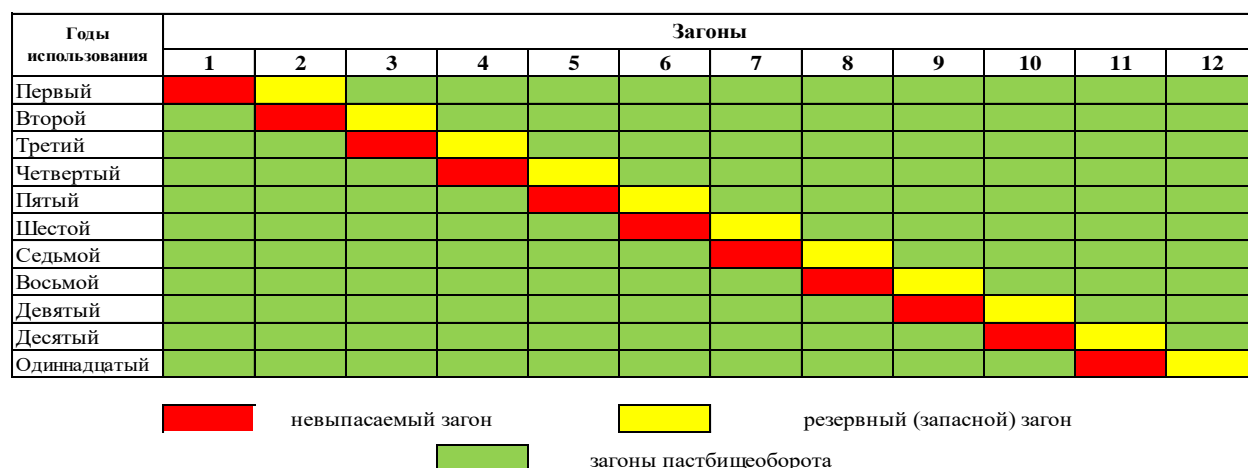 Годы использования Загоны
1 2 3 4 5 6 7 8 9 10 11 12
Первый
Второй
Третий
Четвертый
Пятый
Шестой
Седьмой
Восьмой
Девятый
Десятый
Одиннадцатый
невыпасаемый загон резервный (запасной) загон
загоны пастбищеоборота